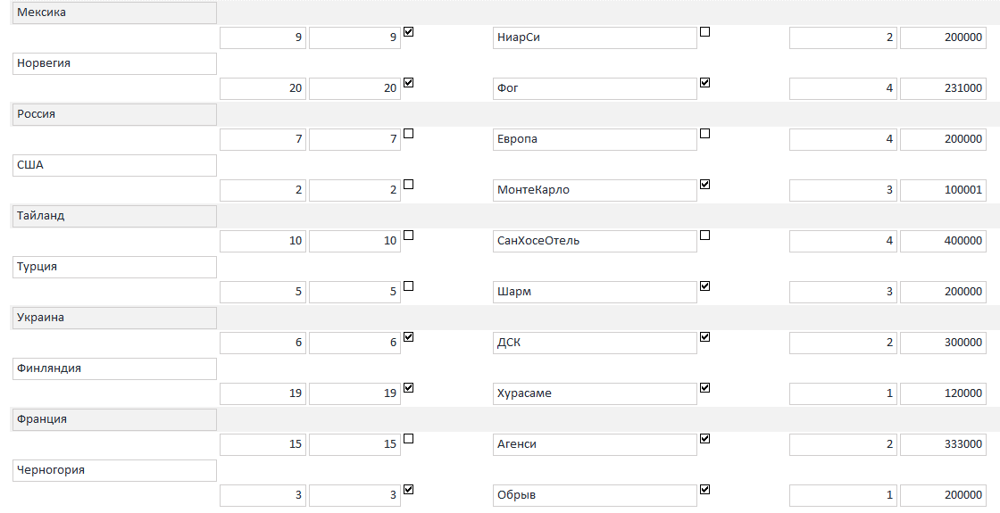 Мексика
9 9 НиарСи 2 200000
Норвегия
20 20 Фог 4 231000
Россия
7 7 Европа 4 200000
США
2 2 МонтеКарло 3 100001
Тайланд
10 10 СанХосеОтель 4 400000
Турция
5 5 Шарм 3 200000
Украина
6 6 ДСК 2 300000
Финляндия
19 19 Хурасаме 1 120000
Франция
15 15 Агенси 2 333000
Черногория
3 3 Обрыв 1 200000